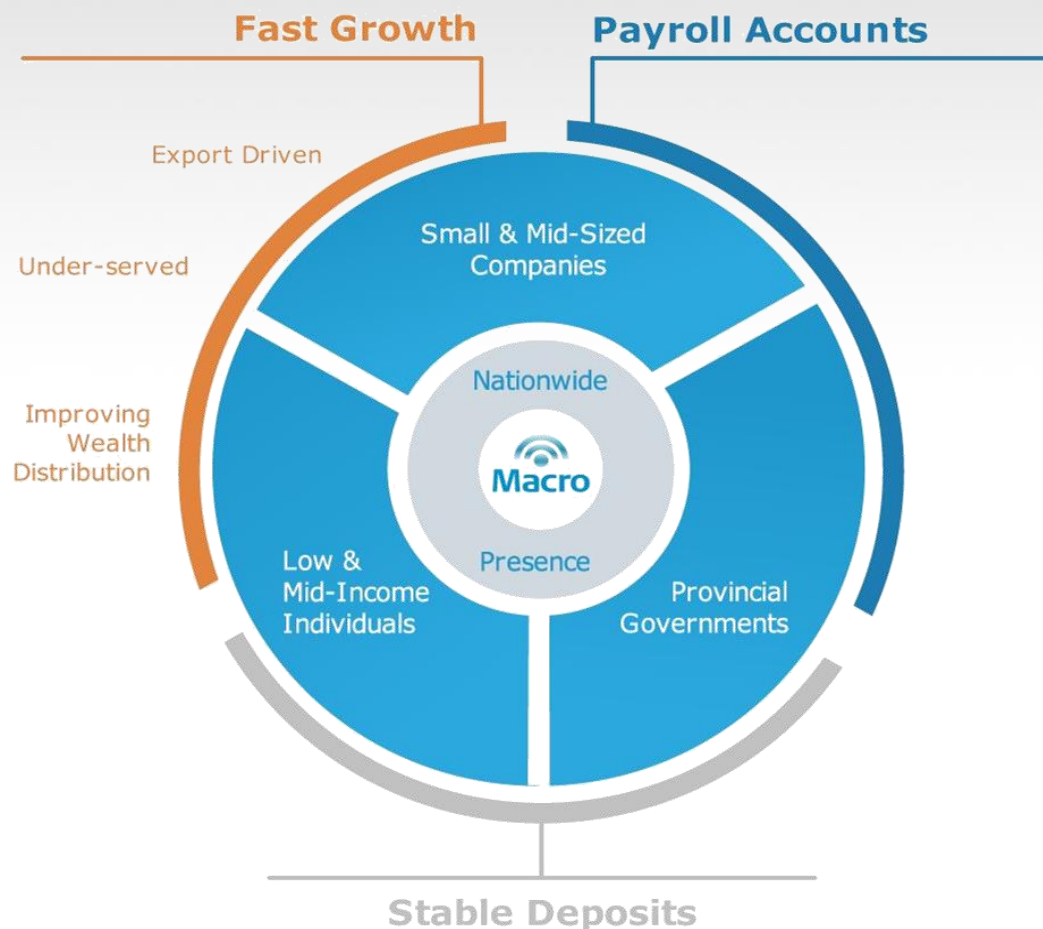 Fast Growth
Payroll Accounts
Export Driven
Under-served
Improving
Wealth
Distribution
Small & Mid-Sized
Companies
Nationwide
Macro
Presence
Low &
Mid-Income
Individuals
Provincial
Governments
Stable Deposits